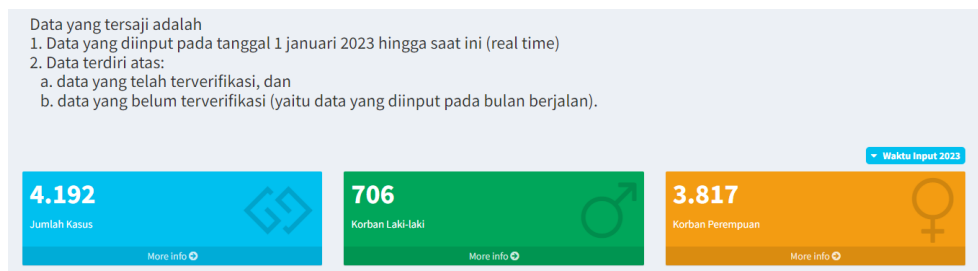 Data yang tersaji adalah
1. Data yang diinput pada tanggal 1 januari 2023 hingga saat ini (real time)
2. Data terdiri atas:
a. data yang telah terverifikasi, dan
b. data yang belum terverifikasi (yaitu data yang diinput pada bulan berjalan).
Waktu Input 2023
4.192
Jumlah Kasus
More info
706
Korban Laki-laki
More info
3.817
Korban Perempuan
More info